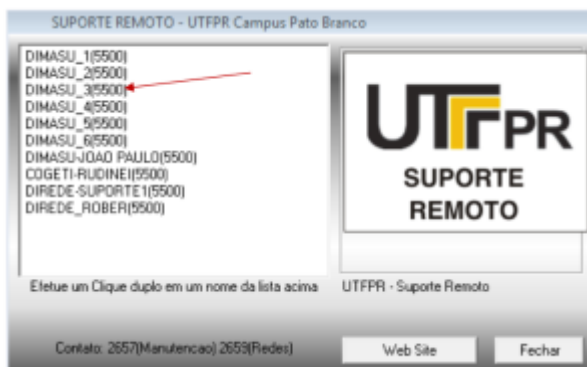 SUPORTE REMOTO - UTFPR Campus Pato Branco
DIMASU_1(5500)
DIMASU_2(5500)
DIMASU_3(5500)
DIMASU_4(5500)
DIMASU_5(5500)
DIMASU_6(5500)
DIMASU-JOAO PAULO(5500)
COGETI-RUDINEI(5500)
DIREDE-SUPORTE1(5500)
DIREDE_ROBER(5500)
UTFPR
SUPORTE
REMOTO
Efetue um Clique duplo em um nome da lista acima
UTFPR - Suporte Remoto
Contato: 2657(Manutencao) 2659(Redes)
Web Site
Fechar